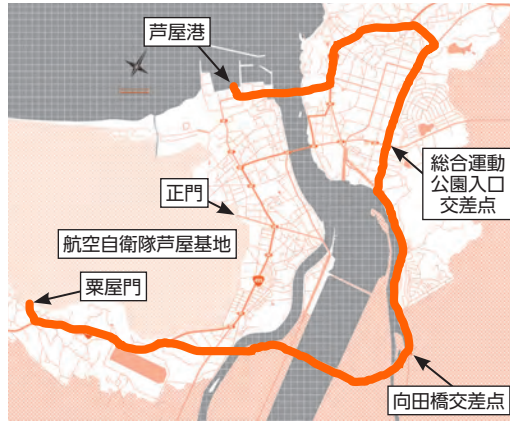 芦屋港
総合運動
公園入口
交差点
正門
航空自衛隊芦屋基地
粟屋門
向田橋交差点